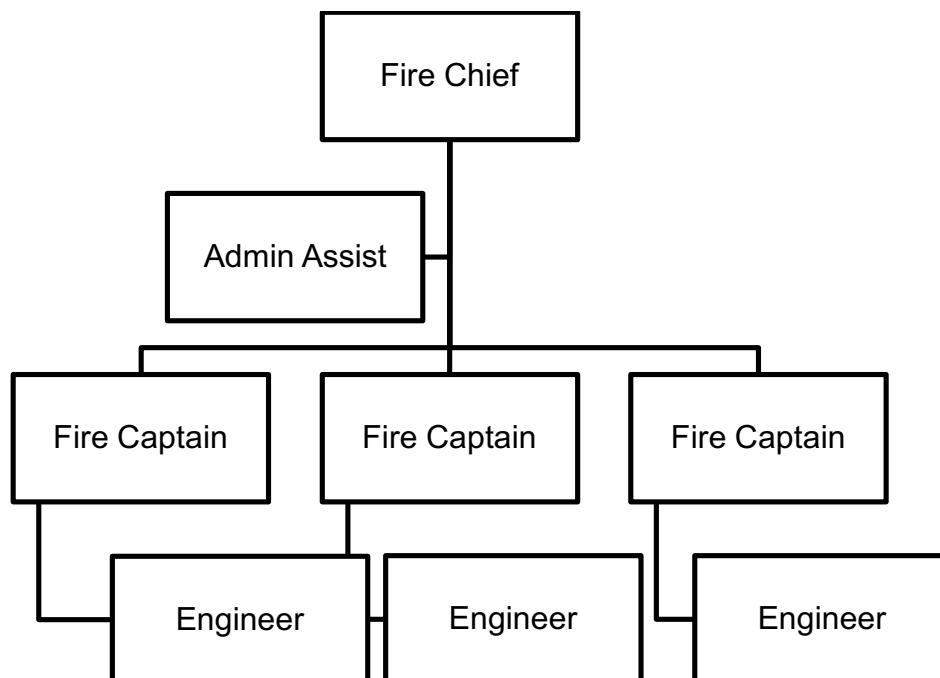 Fire Chief
Admin Assist
Fire Captain
Fire Captain
Fire Captain
Engineer
Engineer
Engineer